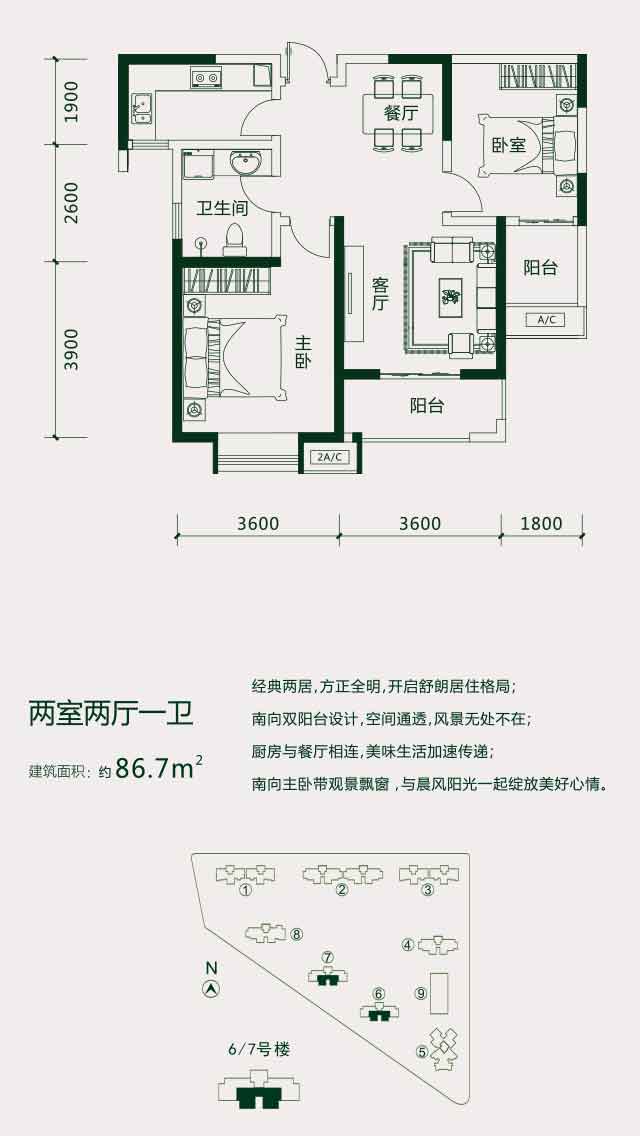 1900
2600
3900
餐厅
卧室
卫生间
客厅
阳台
A/C
主卧
阳台
2A/C
3600
3600
1800
两室两厅一卫
建筑面积：约86.7m²
经典两居,方正全明,开启舒朗居住格局；
南向双阳台设计,空间通透,风景无处不在；
厨房与餐厅相连,美味生活加速传递；
南向主卧带观景飘窗,与晨风阳光一起绽放美好心情。
①
②
③
⑧
④
⑦
⑥
⑨
⑤
N
6/7号楼